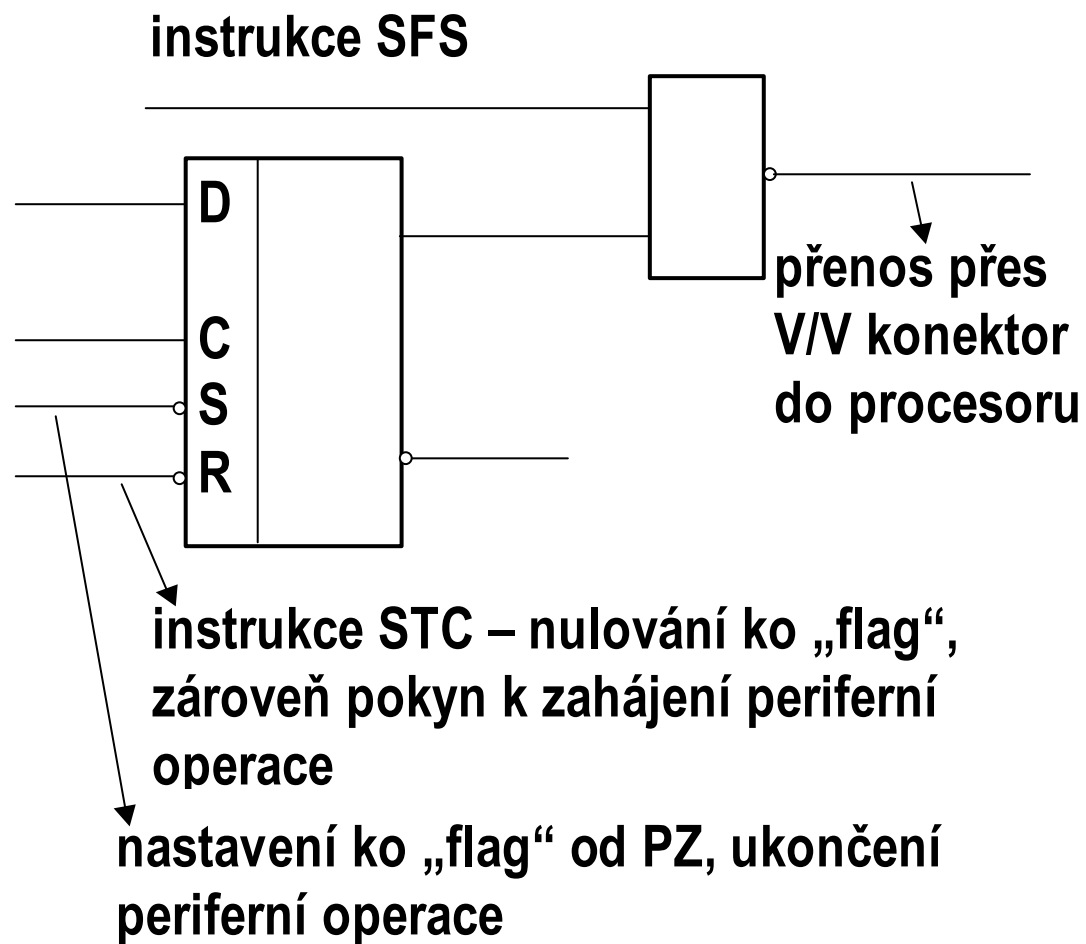 instrukce SFS
D
C
S
R
přenos přes
V/V konektor
do procesoru
instrukce STC – nulování ko „flag“,
zároveň pokyn k zahájení periferní
operace
nastavení ko „flag“ od PZ, ukončení
periferní operace